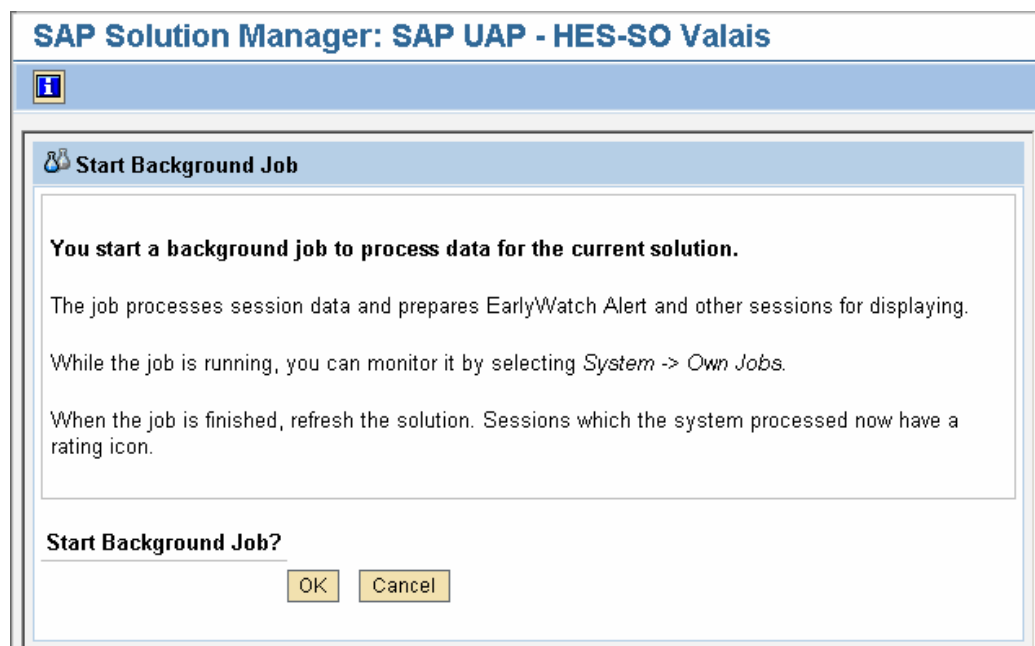 SAP Solution Manager: SAP UAP - HES-SO Valais
Start Background Job
You start a background job to process data for the current solution.
The job processes session data and prepares EarlyWatch Alert and other sessions for displaying.
While the job is running, you can monitor it by selecting System -> Own Jobs.
When the job is finished, refresh the solution. Sessions which the system processed now have a
rating icon.
Start Background Job?
OK Cancel